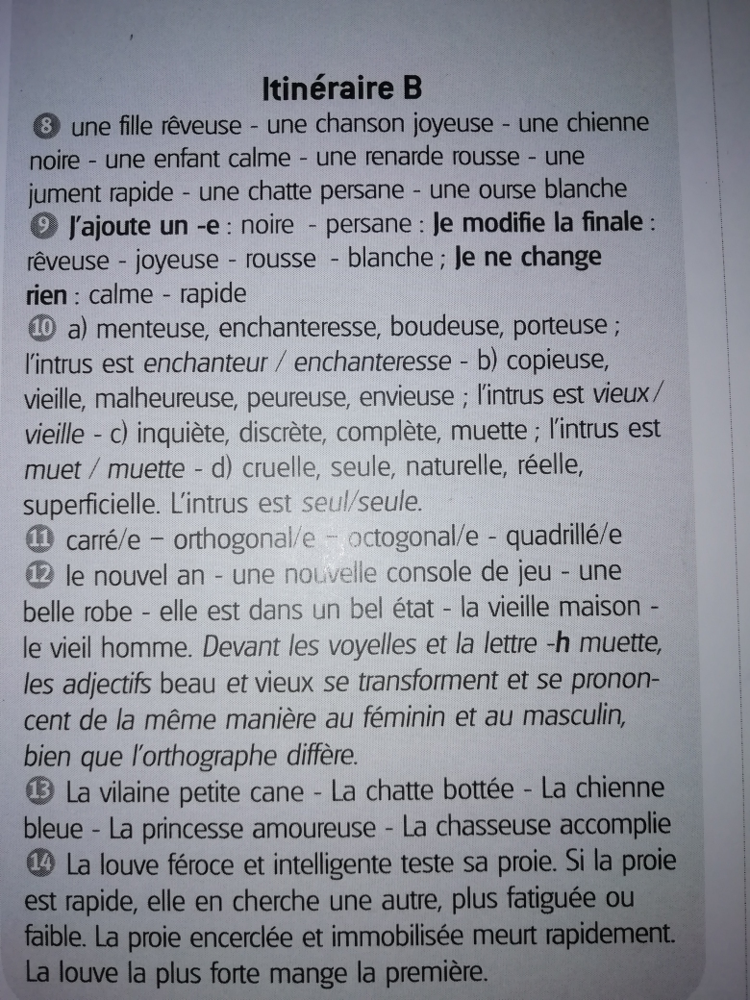 Itinéraire B
8 une fille rêveuse - une chanson joyeuse - une chienne
noire - une enfant calme - une renarde rousse - une
jument rapide - une chatte persane - une ourse blanche
9 J'ajoute un -e : noire - persane : Je modifie la finale :
rêveuse - joyeuse - rousse - blanche ; Je ne change
rien : calme - rapide
10 a) menteuse, enchanteresse, boudeuse, porteuse ;
l'intrus est enchanteur / enchanteresse - b) copieuse,
vieille, malheureuse, peureuse, envieuse ; l'intrus est vieux/
vieille - c) inquiète, discrète, complète, muette ; l'intrus est
muet / muette - d) cruelle, seule, naturelle, réelle,
superficielle. L'intrus est seul/seule.
11 carré/e – orthogonal/e – octogonal/e - quadrillé/e
12 le nouvel an - une nouvelle console de jeu - une
belle robe - elle est dans un bel état - la vieille maison -
le vieil homme. Devant les voyelles et la lettre -h muette,
les adjectifs beau et vieux se transforment et se pronon-
cent de la même manière au féminin et au masculin,
bien que l'orthographe diffère.
13 La vilaine petite cane - La chatte bottée - La chienne
bleue - La princesse amoureuse - La chasseuse accomplie
14 La louve féroce et intelligente teste sa proie. Si la proie
est rapide, elle en cherche une autre, plus fatiguée ou
faible. La proie encerclée et immobilisée meurt rapidement.
La louve la plus forte mange la première.